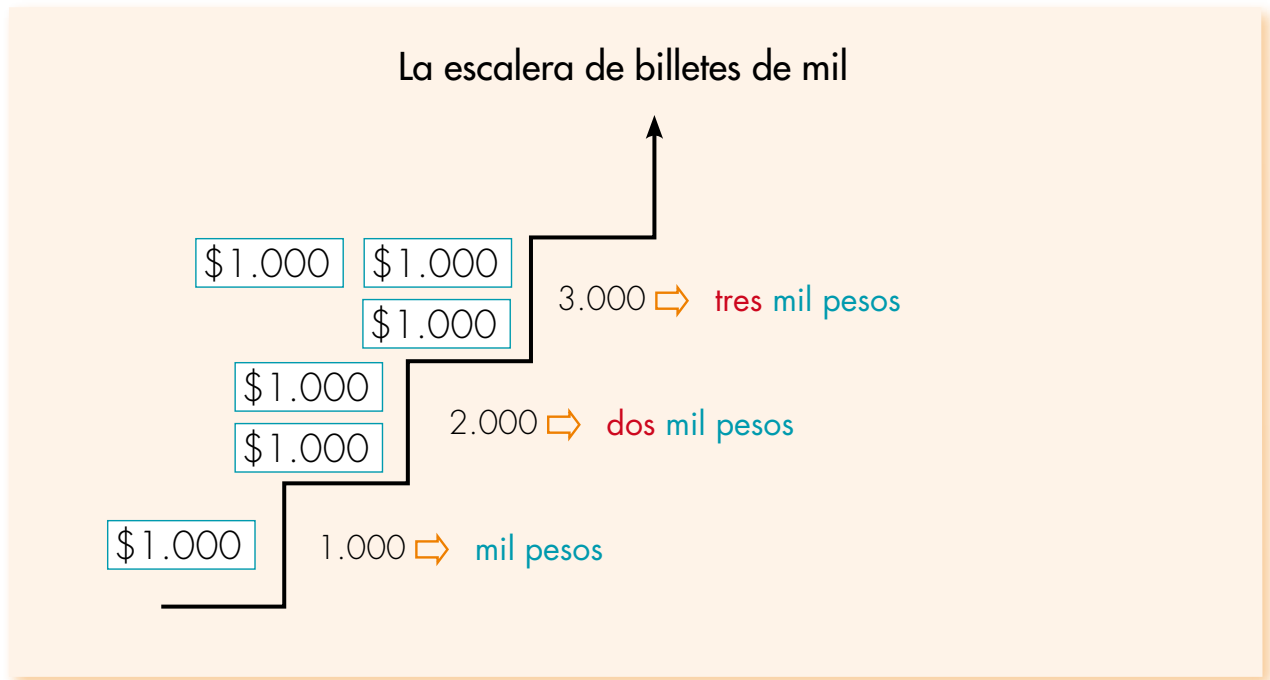 La escalera de billetes de mil
$1.000 $1.000
3.000 tres mil pesos
$1.000
$1.000
2.000 dos mil pesos
$1.000
$1.000
1.000 mil pesos